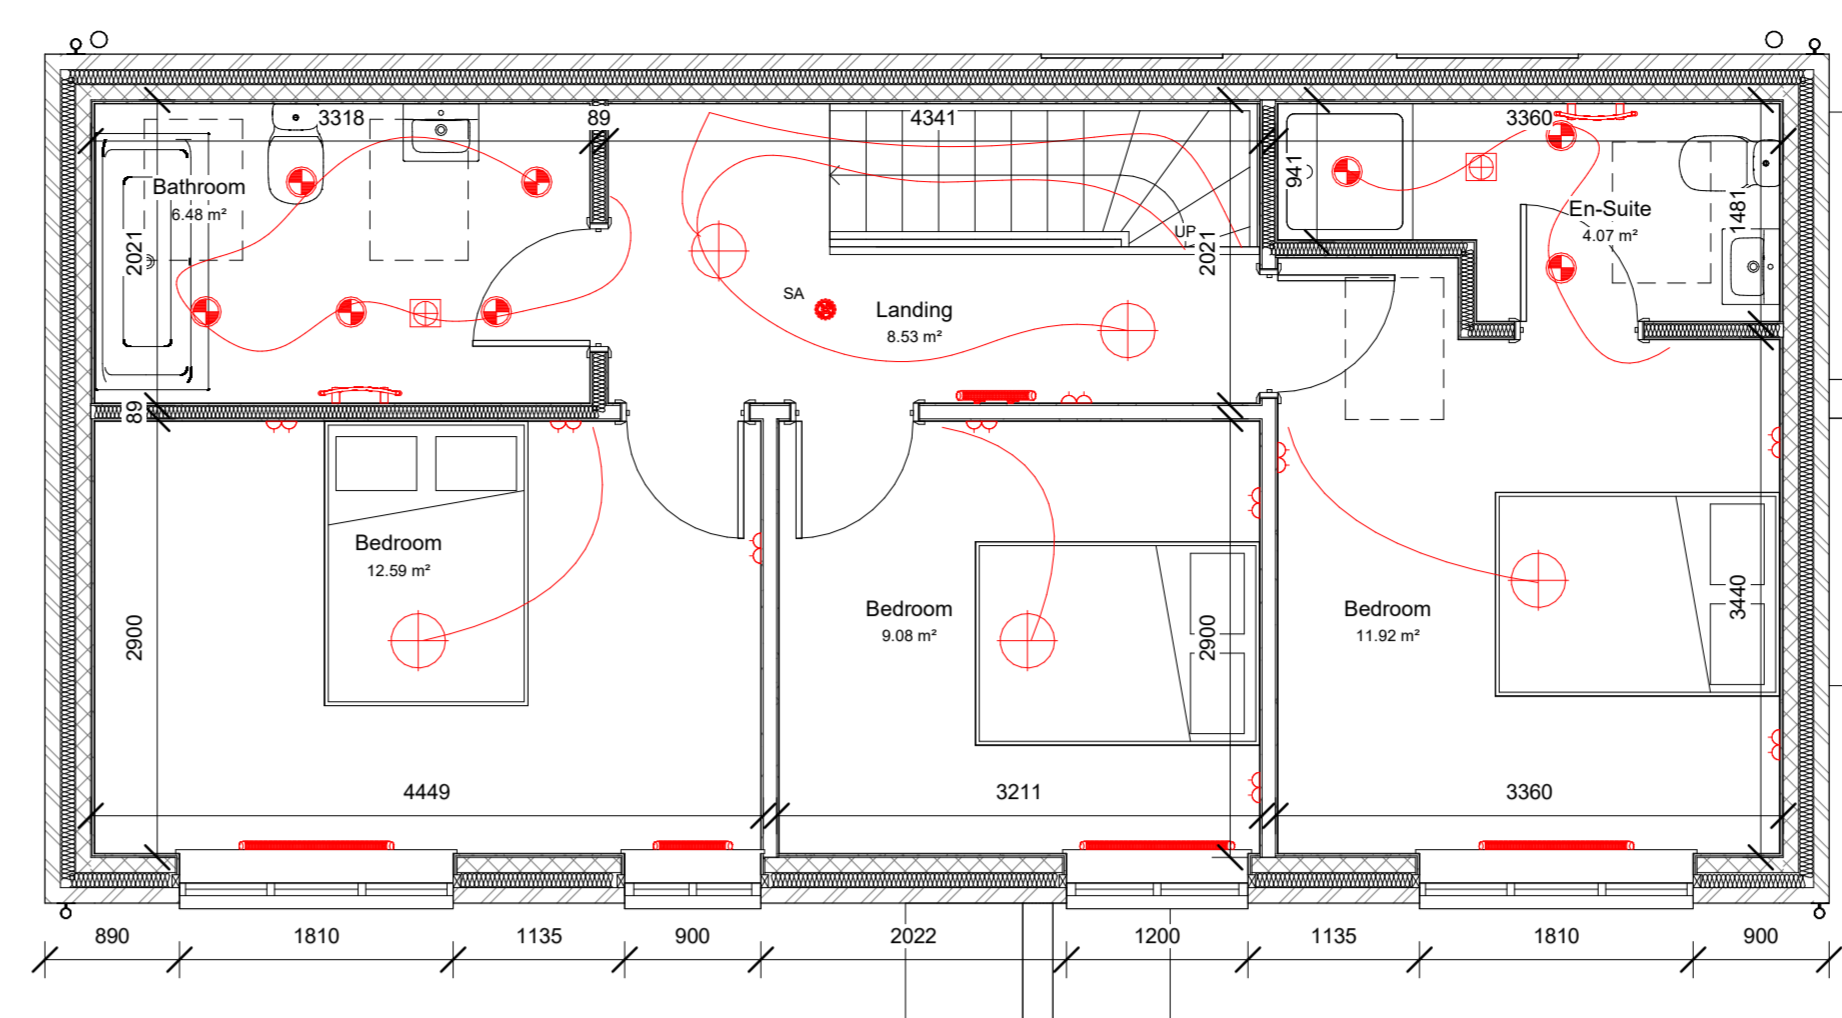 3318
89
4341
3360
Bathroom
6.48 m²
941
En-Suite
4.07 m²
1481
UP
2021
2021
SA
Landing
8.53 m²
89
Bedroom
12.59 m²
2900
Bedroom
9.08 m²
2900
Bedroom
11.92 m²
3440
4449
3211
3360
890
1810
1135
900
2022
1200
1135
1810
900